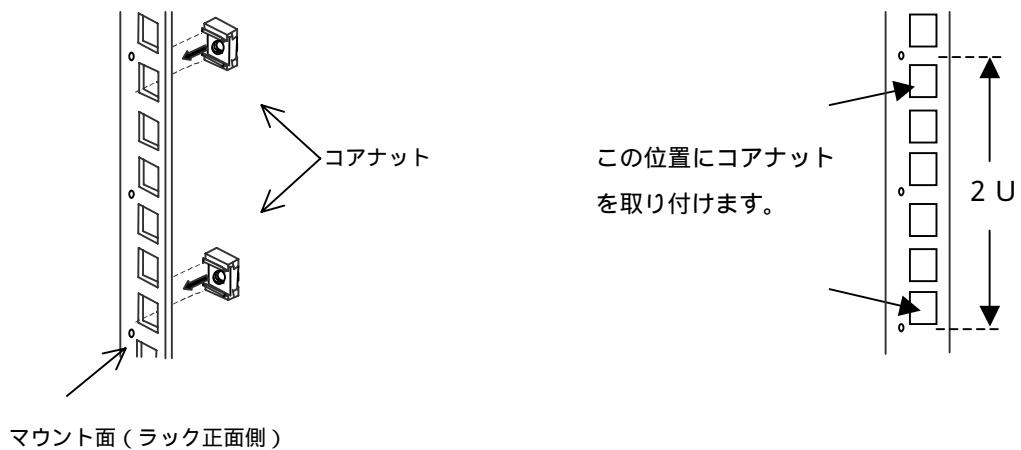 コアナット
この位置にコアナット
を取り付けます。
２Ｕ
マウント面（ラック正面側）